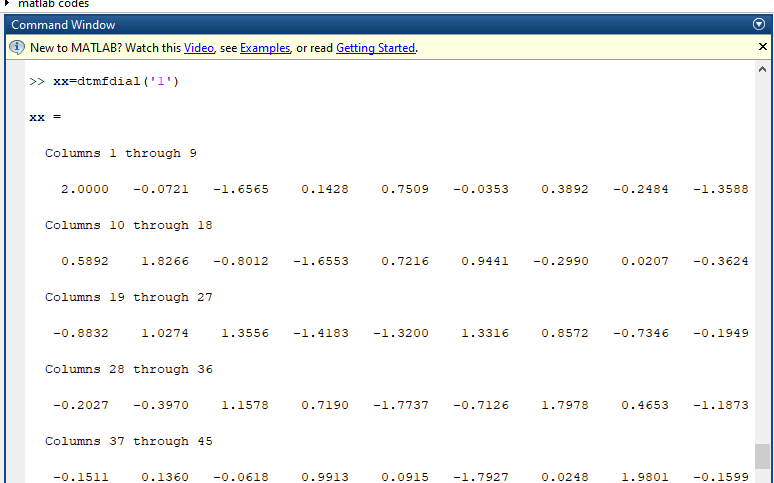 matlab codes
Command Window
New to MATLAB? Watch this Video, see Examples, or read Getting Started.
>> xx=dtmfdial('1')
xx =
Columns 1 through 9
2.0000 -0.0721 -1.6565 0.1428 0.7509 -0.0353 0.3892 -0.2484 -1.3588
Columns 10 through 18
0.5892 1.8266 -0.8012 -1.6553 0.7216 0.9441 -0.2990 0.0207 -0.3624
Columns 19 through 27
-0.8832 1.0274 1.3556 -1.4183 -1.3200 1.3316 0.8572 -0.7346 -0.1949
Columns 28 through 36
-0.2027 -0.3970 1.1578 0.7190 -1.7737 -0.7126 1.7978 0.4653 -1.1873
Columns 37 through 45
-0.1511 0.1360 -0.0618 0.9913 0.0915 -1.7927 0.0248 1.9801 -0.1599